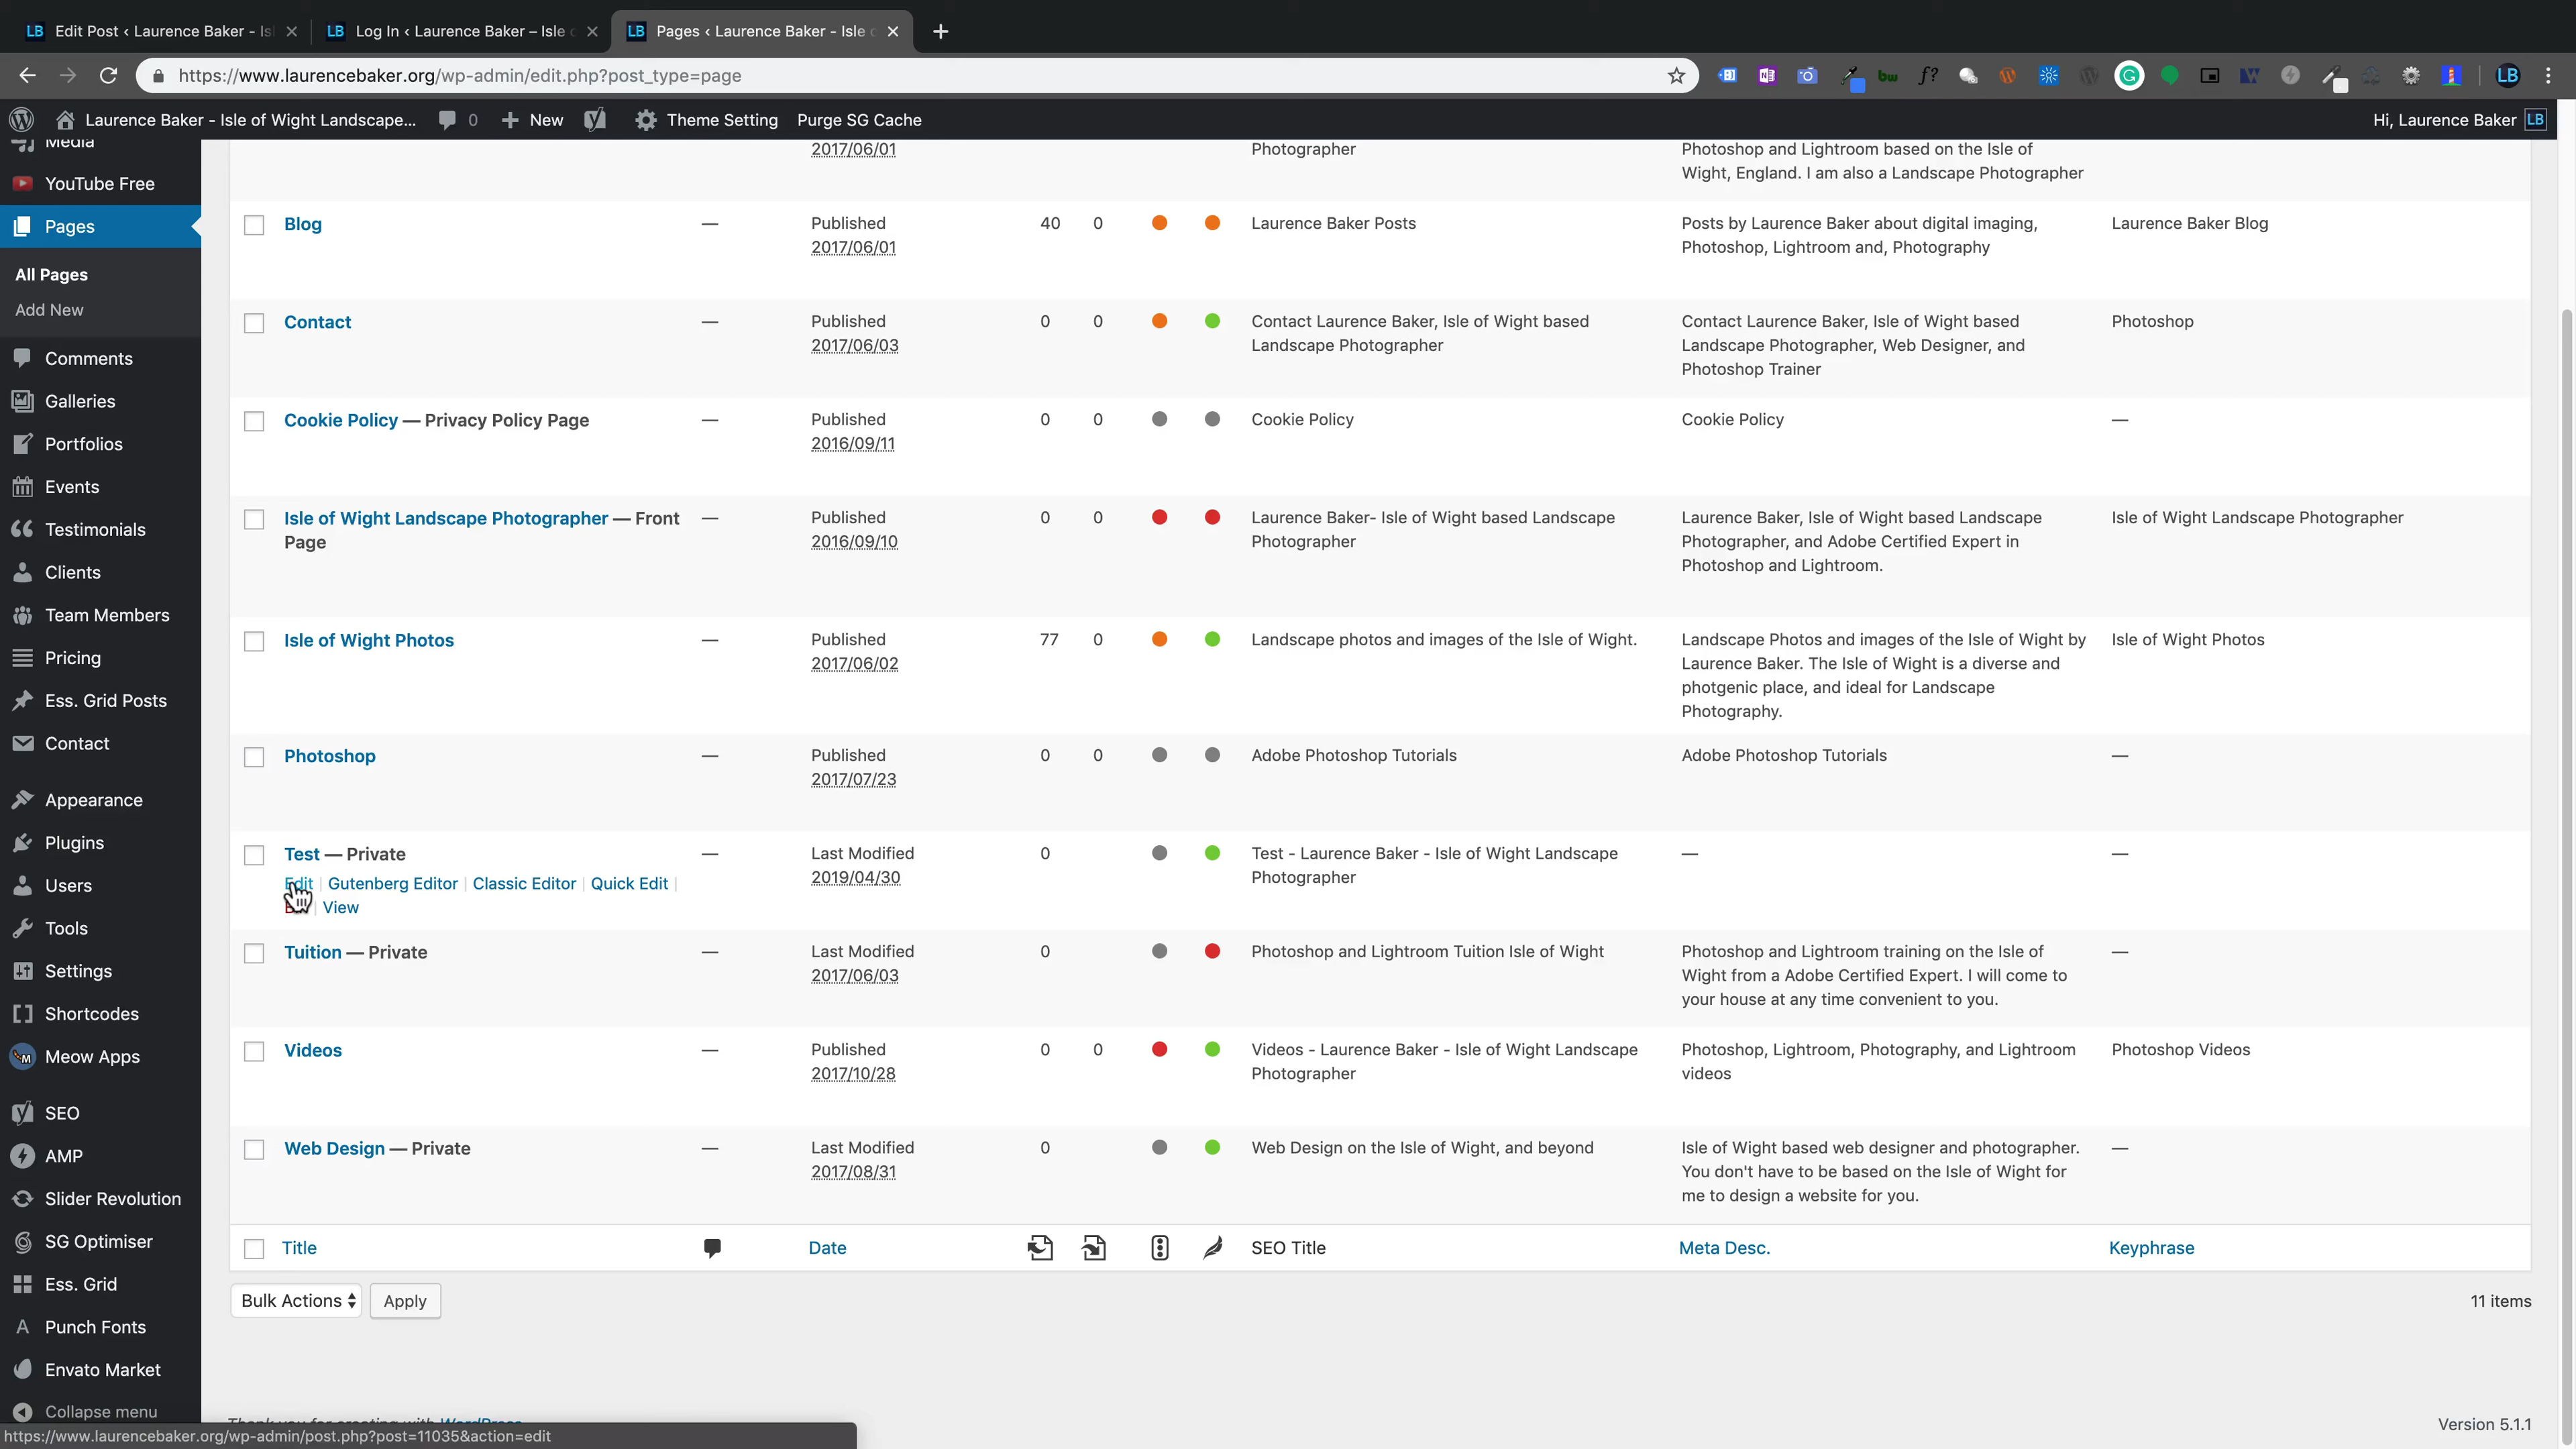 LB Edit Post ‹ Laurence Baker - Is
LB Log In ‹ Laurence Baker – Isle
LB Pages ‹ Laurence Baker - Isle
https://www.laurencebaker.org/wp-admin/edit.php?post_type=page
Laurence Baker - Isle of Wight Landscape... 0 New Theme Setting Purge SG Cache
Hi, Laurence Baker LB
Media
YouTube Free
Pages
All Pages
Add New
Comments
Galleries
Portfolios
Events
Testimonials
Clients
Team Members
Pricing
Ess. Grid Posts
Contact
Appearance
Plugins
Users
Tools
Settings
Shortcodes
Meow Apps
SEO
AMP
Slider Revolution
SG Optimiser
Ess. Grid
Punch Fonts
Envato Market
Collapse menu
2017/06/01
Photographer
Photoshop and Lightroom based on the Isle of
Wight, England. I am also a Landscape Photographer
Blog — Published 40 0 Laurence Baker Posts
2017/06/01
Posts by Laurence Baker about digital imaging,
Photoshop, Lightroom and, Photography
Laurence Baker Blog
Contact — Published 0 0
2017/06/03
Contact Laurence Baker, Isle of Wight based
Landscape Photographer
Contact Laurence Baker, Isle of Wight based
Landscape Photographer, Web Designer, and
Photoshop Trainer
Photoshop
Cookie Policy — Privacy Policy Page — Published 0 0 Cookie Policy Cookie Policy —
2016/09/11
Isle of Wight Landscape Photographer — Front
Page
—
Published 0 0
2016/09/10
Laurence Baker- Isle of Wight based Landscape
Photographer
Laurence Baker, Isle of Wight based Landscape
Photographer, and Adobe Certified Expert in
Photoshop and Lightroom.
Isle of Wight Landscape Photographer
Isle of Wight Photos — Published 77 0 Landscape photos and images of the Isle of Wight.
2017/06/02
Landscape Photos and images of the Isle of Wight by
Laurence Baker. The Isle of Wight is a diverse and
photgenic place, and ideal for Landscape
Photography.
Isle of Wight Photos
Photoshop — Published 0 0 Adobe Photoshop Tutorials Adobe Photoshop Tutorials —
2017/07/23
Test — Private — Last Modified 0
2019/04/30
Edit | Gutenberg Editor | Classic Editor | Quick Edit |
| View
Test - Laurence Baker - Isle of Wight Landscape
Photographer
— —
Tuition — Private — Last Modified 0 Photoshop and Lightroom Tuition Isle of Wight
2017/06/03
Photoshop and Lightroom training on the Isle of
Wight from a Adobe Certified Expert. I will come to
your house at any time convenient to you.
—
Videos — Published 0 0
2017/10/28
Videos - Laurence Baker - Isle of Wight Landscape
Photographer
Photoshop, Lightroom, Photography, and Lightroom
videos
Photoshop Videos
Web Design — Private — Last Modified 0 Web Design on the Isle of Wight, and beyond
2017/08/31
Isle of Wight based web designer and photographer.
You don't have to be based on the Isle of Wight for
me to design a website for you.
—
Title Date SEO Title Meta Desc. Keyphrase
Bulk Actions Apply
11 items
Version 5.1.1
https://www.laurencebaker.org/wp-admin/post.php?post=11035&action=edit